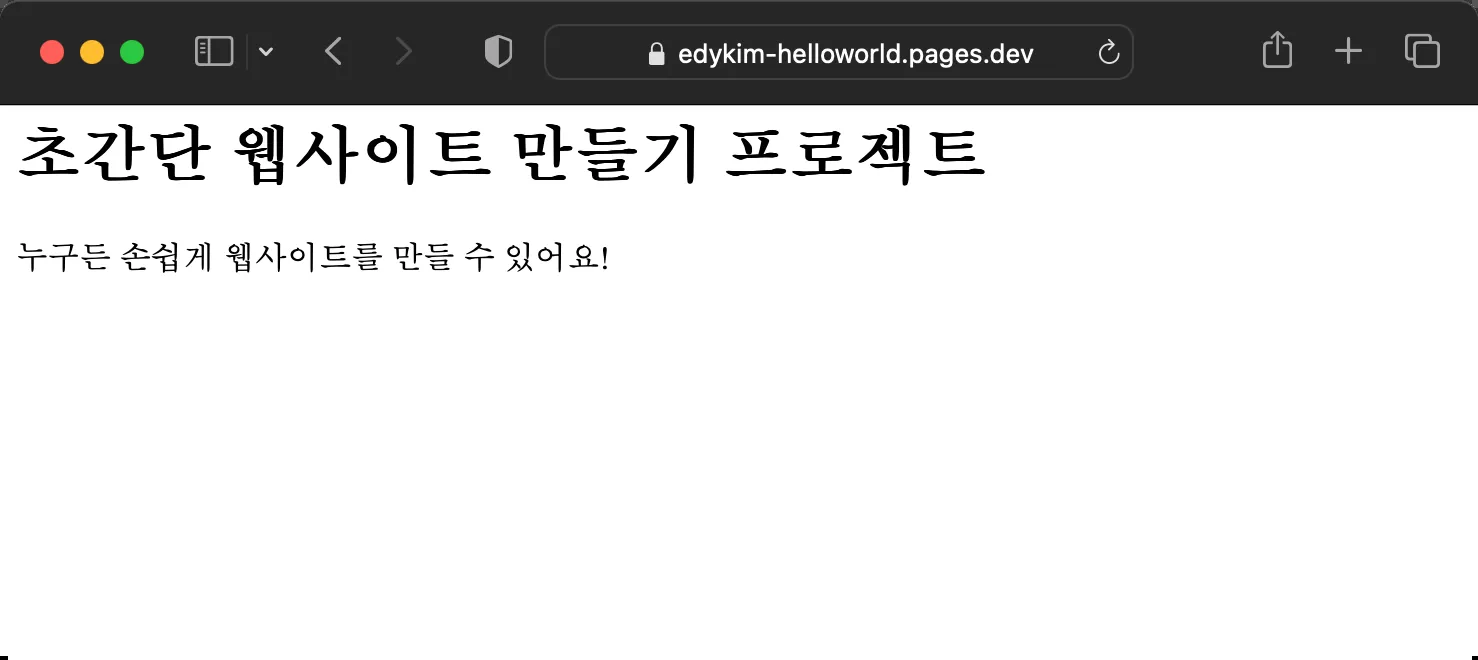 edykim-helloworld.pages.dev
초간단 웹사이트 만들기 프로젝트
누구든 손쉽게 웹사이트를 만들 수 있어요!